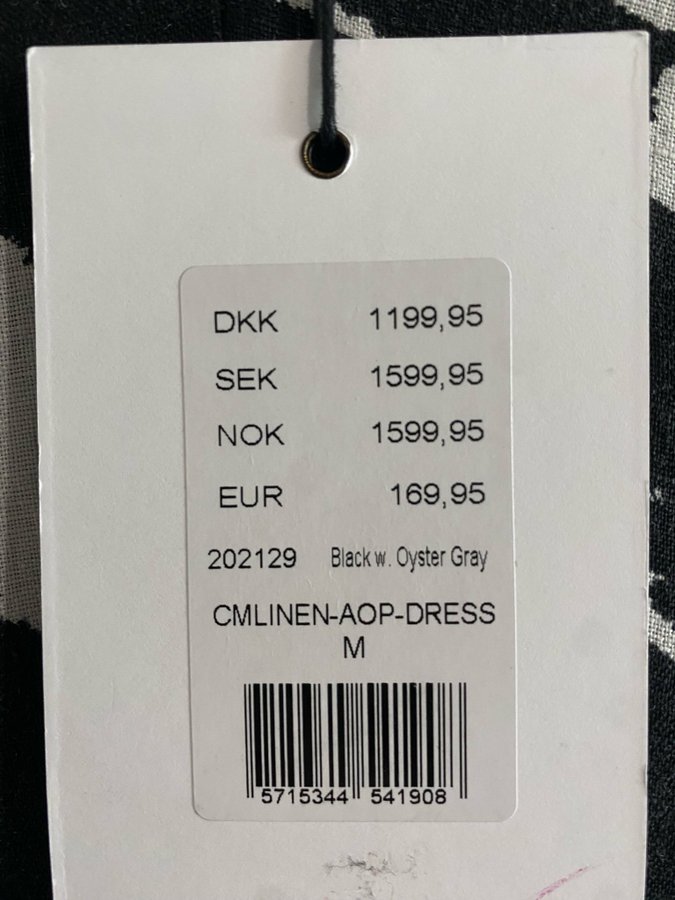 DKK 1199,95
SEK 1599,95
NOK 1599,95
EUR 169,95
202129 Black w. Oyster Gray
CMLINEN-AOP-DRESS
M
5715344 541908